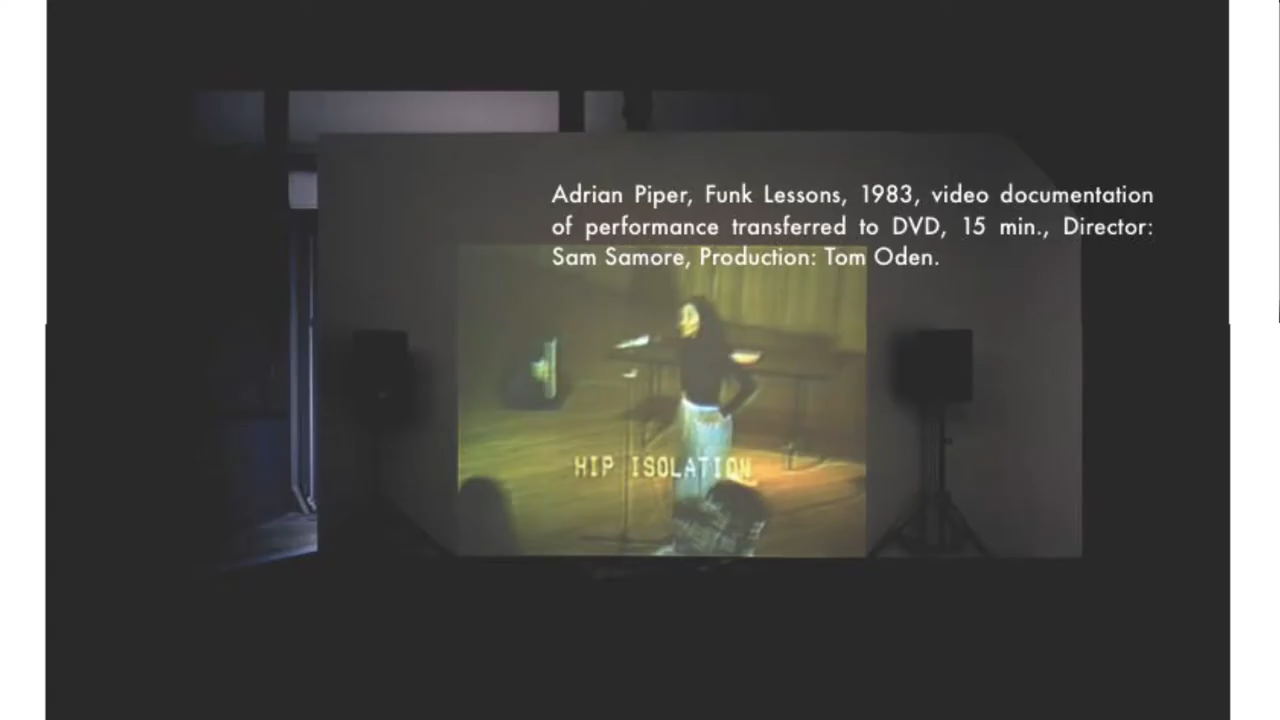 Adrian Piper, Funk Lessons, 1983, video documentation
of performance transferred to DVD, 15 min., Director:
Sam Samore, Production: Tom Oden.
HIP ISOLATION